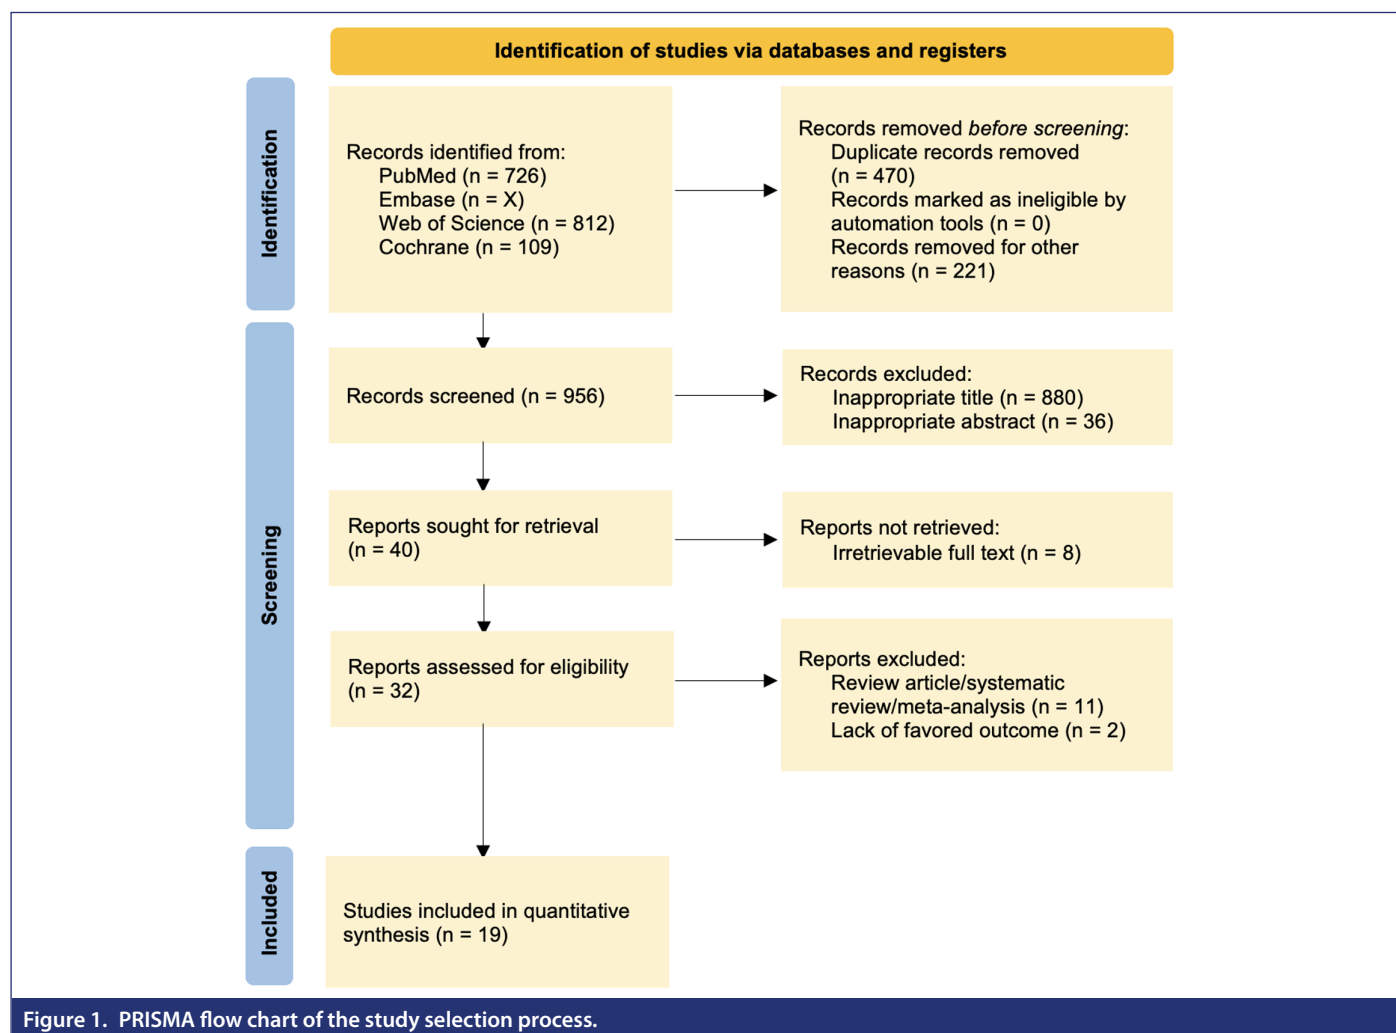 Identification of studies via databases and registers
Identification
Records identified from:
PubMed (n = 726)
Embase (n = X)
Web of Science (n = 812)
Cochrane (n = 109)
Records removed before screening:
Duplicate records removed
(n = 470)
Records marked as ineligible by
automation tools (n = 0)
Records removed for other
reasons (n = 221)
Screening
Records screened (n = 956)
Records excluded:
Inappropriate title (n = 880)
Inappropriate abstract (n = 36)
Reports sought for retrieval
(n = 40)
Reports not retrieved:
Irretrievable full text (n = 8)
Reports assessed for eligibility
(n = 32)
Reports excluded:
Review article/systematic
review/meta-analysis (n = 11)
Lack of favored outcome (n = 2)
Included
Studies included in quantitative
synthesis (n = 19)
Figure 1. PRISMA flow chart of the study selection process.